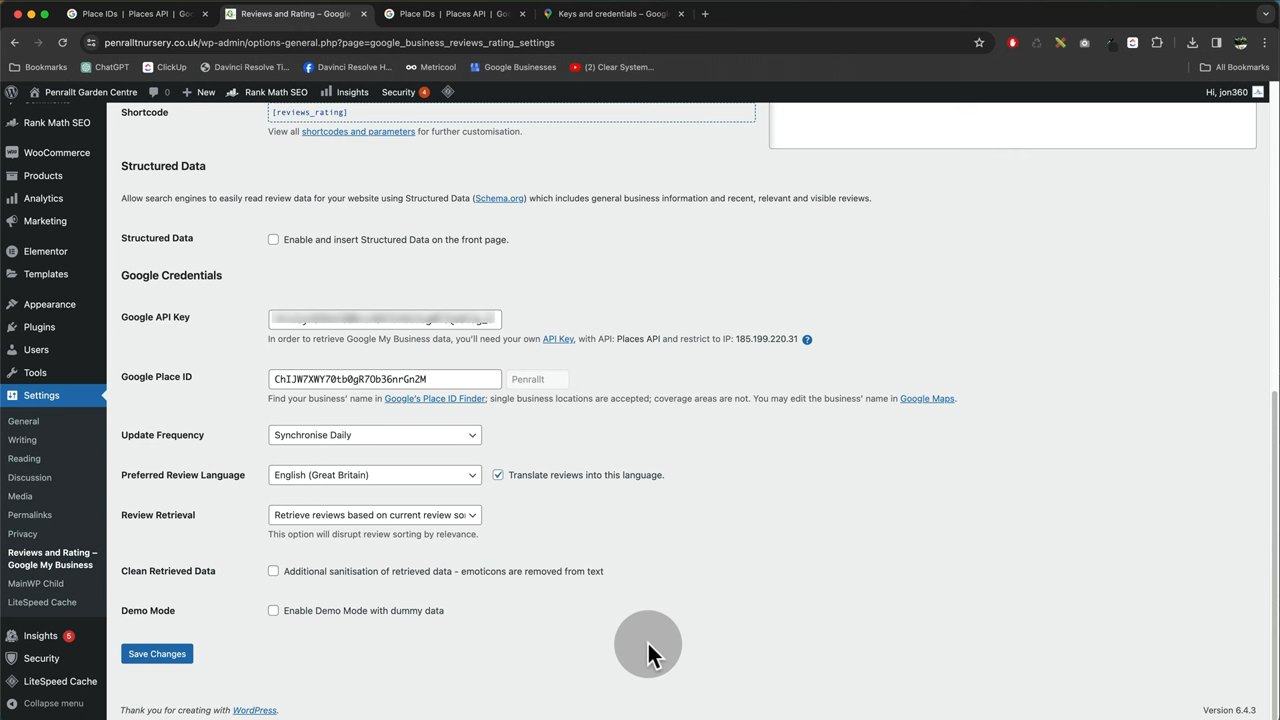 Place IDs | Places API | Goo
Reviews and Rating – Google
Place IDs | Places API | Goo
Keys and credentials – Googl
penralltnursery.co.uk/wp-admin/options-general.php?page=google_business_reviews_rating_settings
Bookmarks
ChatGPT
ClickUp
Davinci Resolve Ti...
Davinci Resolve H...
Metricool
Google Businesses
(2) Clear System...
All Bookmarks
Penrallt Garden Centre
0
New
Rank Math SEO
Insights
Security 4
Hi, jon360
Comments
Rank Math SEO
WooCommerce
Products
Analytics
Marketing
Elementor
Templates
Appearance
Plugins
Users
Tools
Settings
General
Writing
Reading
Discussion
Media
Permalinks
Privacy
Reviews and Rating –
Google My Business
MainWP Child
LiteSpeed Cache
Insights 5
Security
LiteSpeed Cache
Collapse menu
Shortcode
[reviews_rating]
View all shortcodes and parameters for further customisation.
Structured Data
Allow search engines to easily read review data for your website using Structured Data (Schema.org) which includes general business information and recent, relevant and visible reviews.
Structured Data
Enable and insert Structured Data on the front page.
Google Credentials
Google API Key
In order to retrieve Google My Business data, you'll need your own API Key, with API: Places API and restrict to IP: 185.199.220.31 ?
Google Place ID
ChIJW7XWY70tb0gR7Ob36nrGn2M
Penrallt
Find your business' name in Google's Place ID Finder; single business locations are accepted; coverage areas are not. You may edit the business' name in Google Maps.
Update Frequency
Synchronise Daily
Preferred Review Language
English (Great Britain)
Translate reviews into this language.
Review Retrieval
Retrieve reviews based on current review so
This option will disrupt review sorting by relevance.
Clean Retrieved Data
Additional sanitisation of retrieved data - emoticons are removed from text
Demo Mode
Enable Demo Mode with dummy data
Save Changes
Thank you for creating with WordPress.
Version 6.4.3